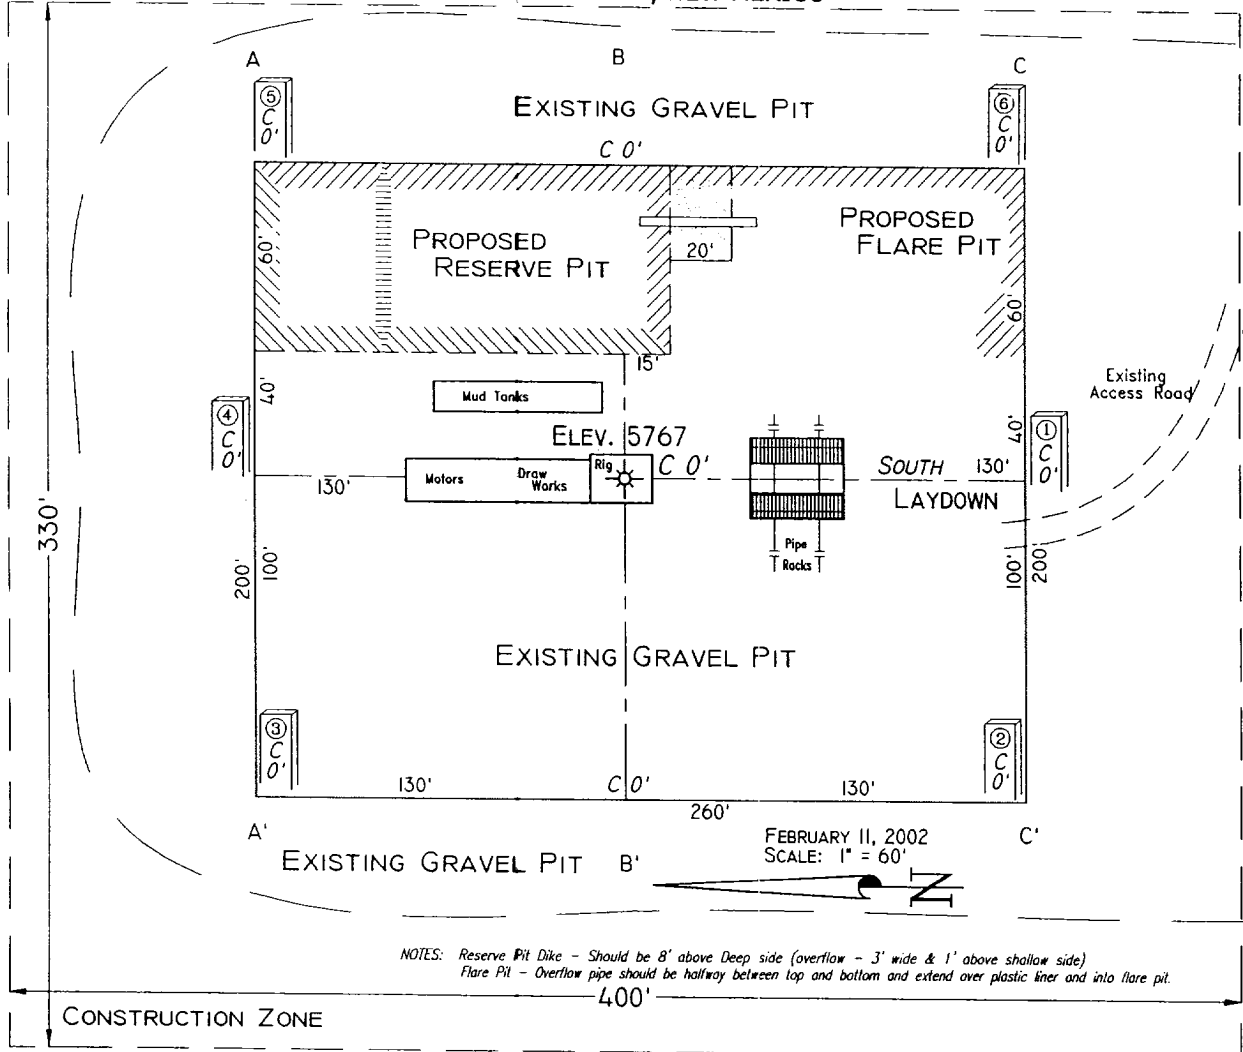 NEW MEXICO
A
B
C
⑤
C
0'
EXISTING GRAVEL PIT
⑥
C
0'
C 0'
60'
PROPOSED
RESERVE PIT
20'
PROPOSED
FLARE PIT
60'
15'
40'
Mud Tanks
Existing
Access Road
④
C
0'
ELEV. 5767
40'
①
C
0'
130'
Motors
Draw
Works
Rig
C 0'
SOUTH
130'
LAYDOWN
330'
200'
100'
Pipe
Racks
100'
200'
EXISTING GRAVEL PIT
③
C
0'
②
C
0'
130'
C 0'
130'
260'
A'
EXISTING GRAVEL PIT
B'
FEBRUARY 11, 2002
SCALE: 1" = 60'
C'
N
NOTES: Reserve Pit Dike - Should be 8' above Deep side (overflow - 3' wide & 1' above shallow side)
Flare Pit - Overflow pipe should be halfway between top and bottom and extend over plastic liner and into flare pit.
400'
CONSTRUCTION ZONE